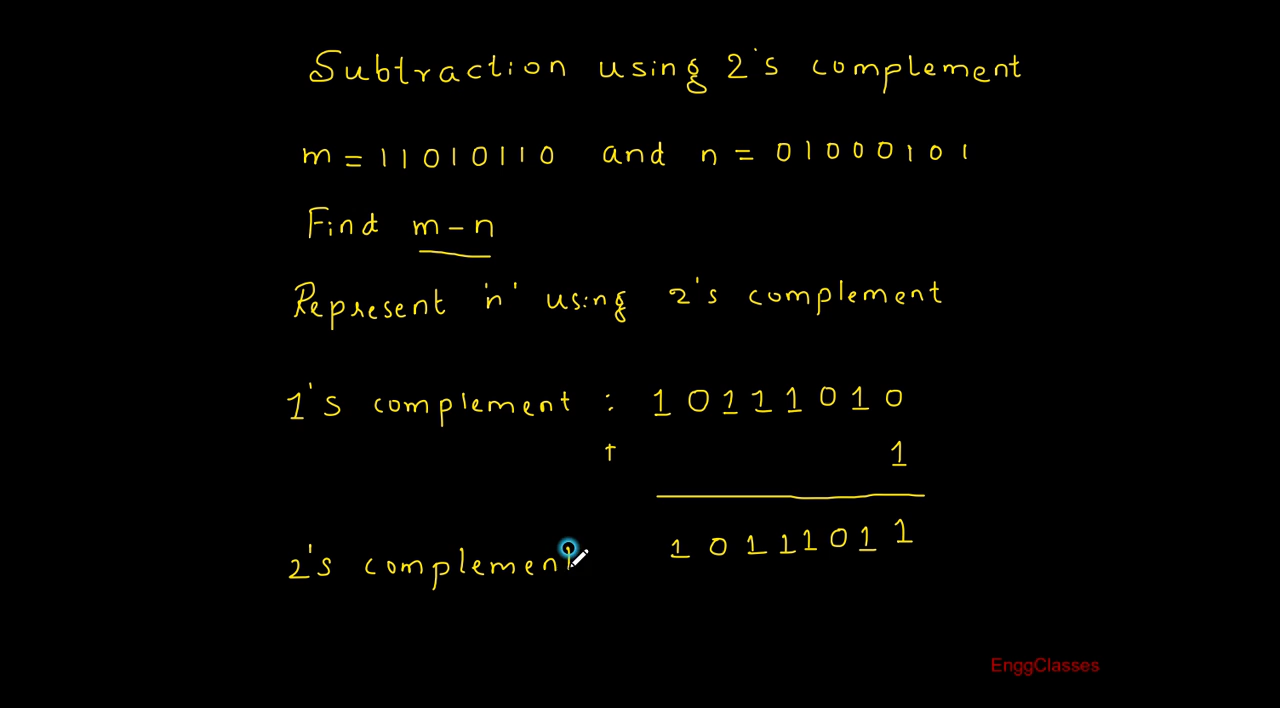 Subtraction using 2's complement
m = 11010110 and n = 01000101
Find m - n
Represent 'n' using 2's complement
1's complement : 10111010
+ 1
2's complement 10111011
EnggClasses